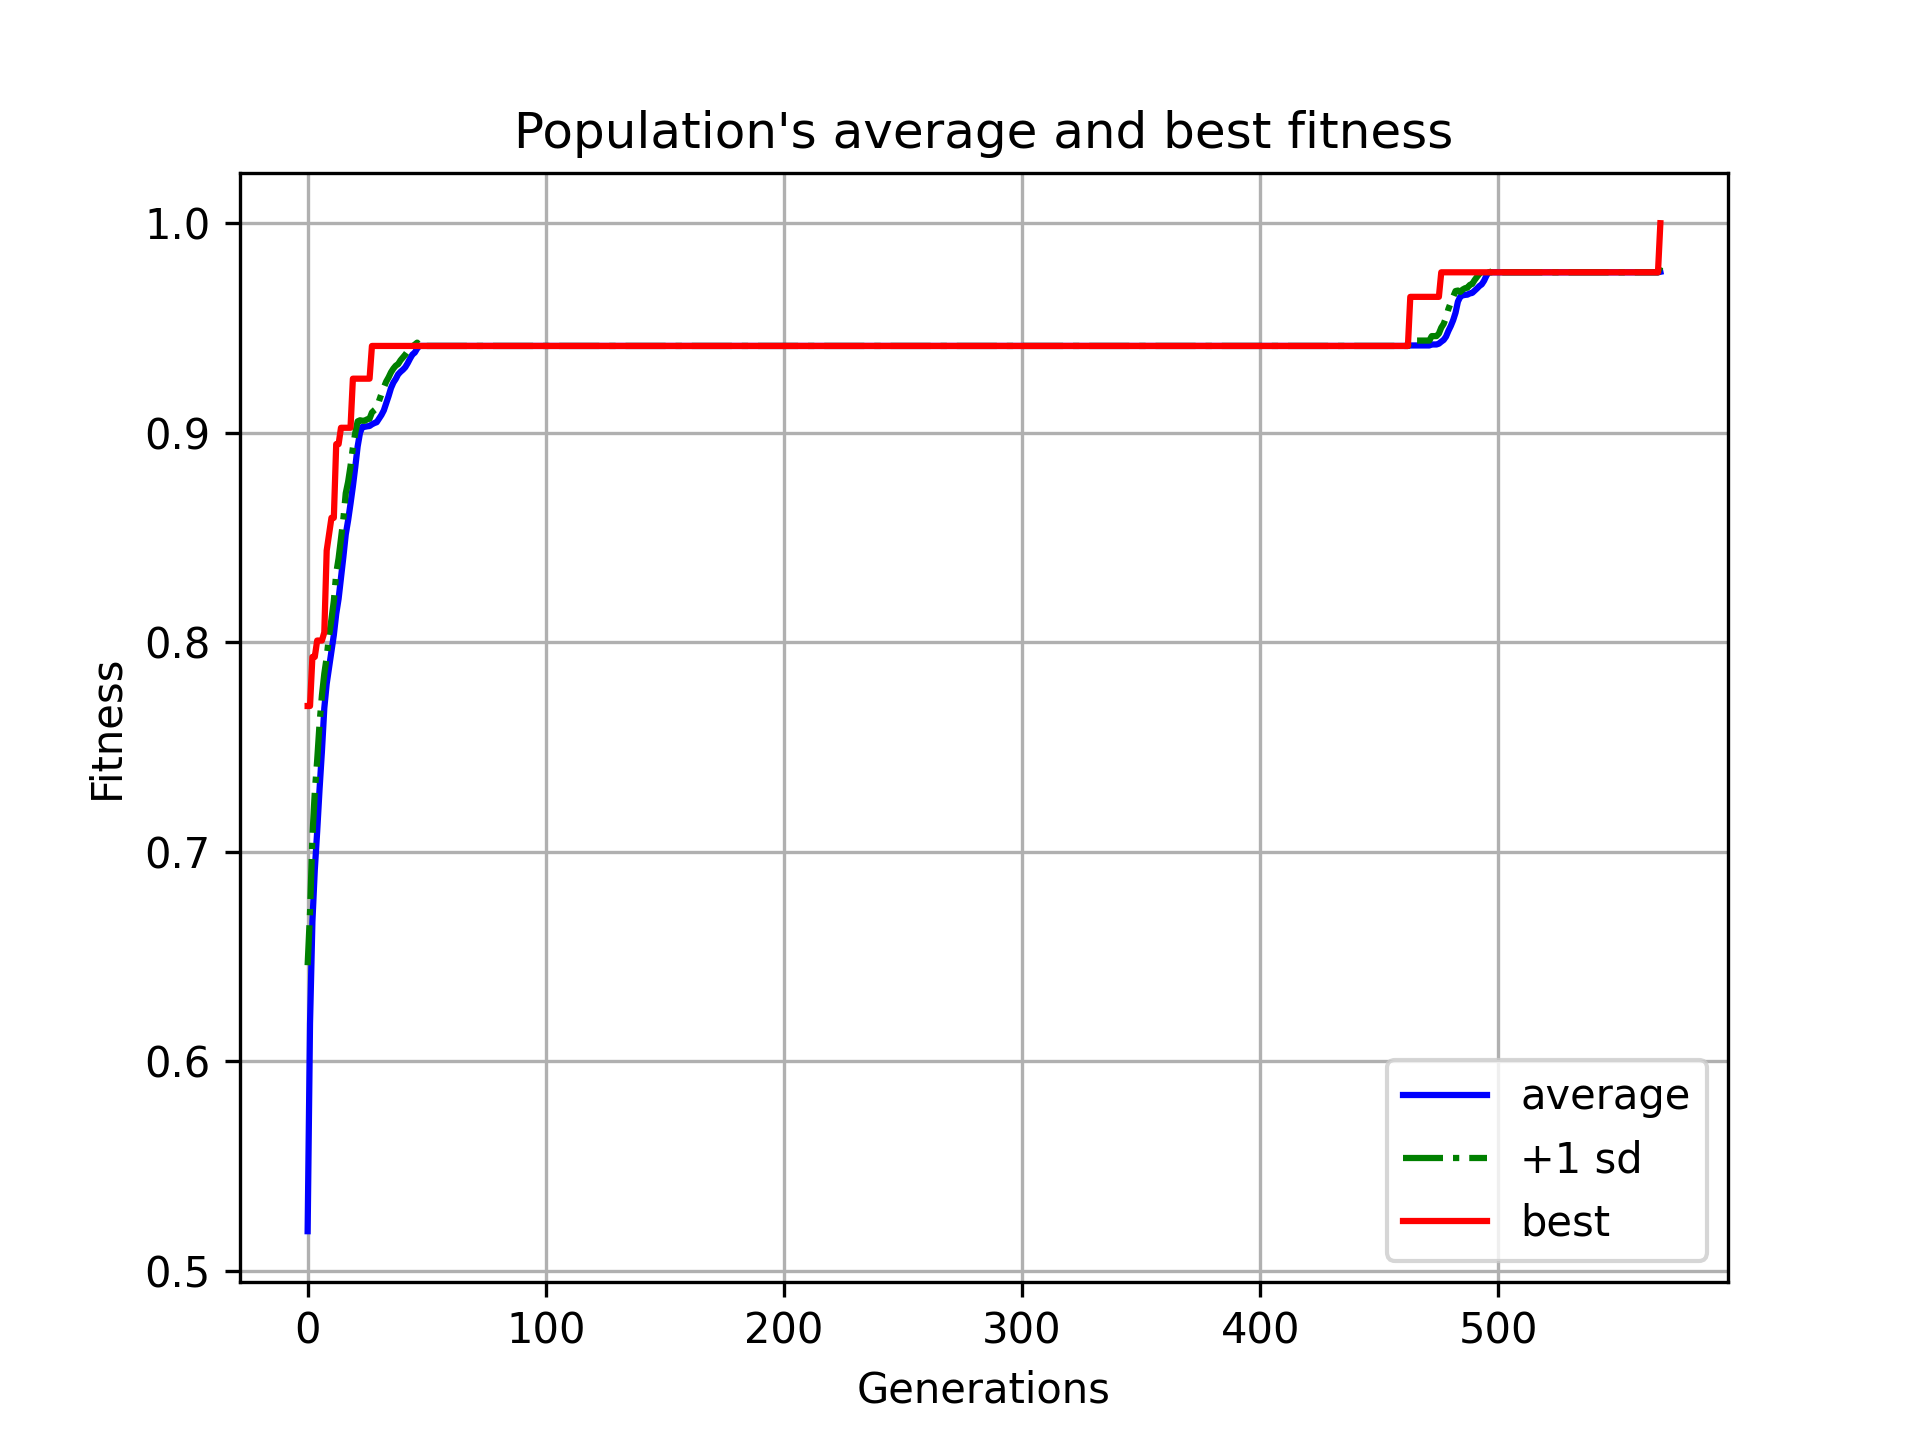 Population's average and best fitness
1.0
0.9
0.8
0.7
0.6
0.5
Fitness
0 100 200 300 400 500
Generations
average
+1 sd
best